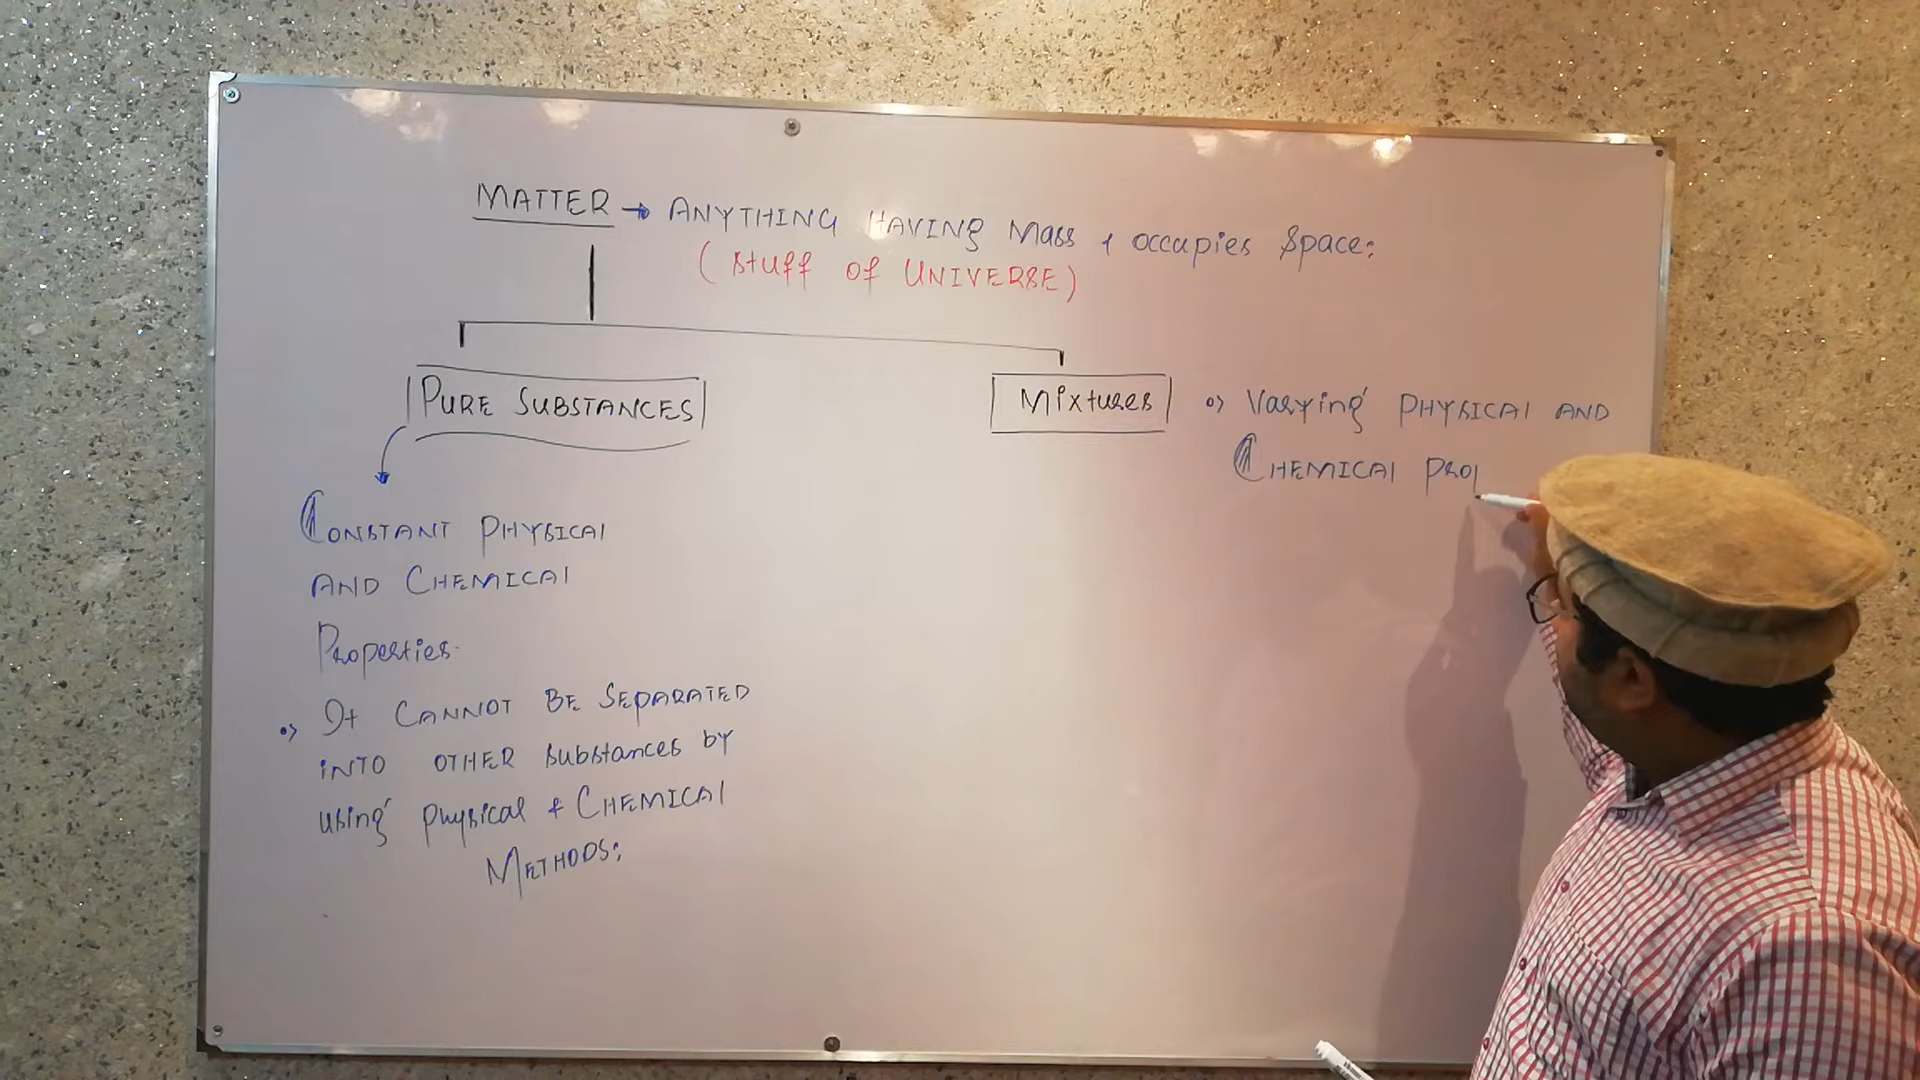 MATTER → ANYTHING HAVING Mass & occupies Space:
(Stuff of UNIVERSE)
PURE SUBSTANCES
Mixtures
Varying PHYSICAl AND
CHEMICAl Pro
CONSTANT PHYSICAl
AND CHEMICAl
Properties.
It CANNOT BE SEPARATED
INTO OTHER substances by
using physical & CHEMICAl
METHODS: